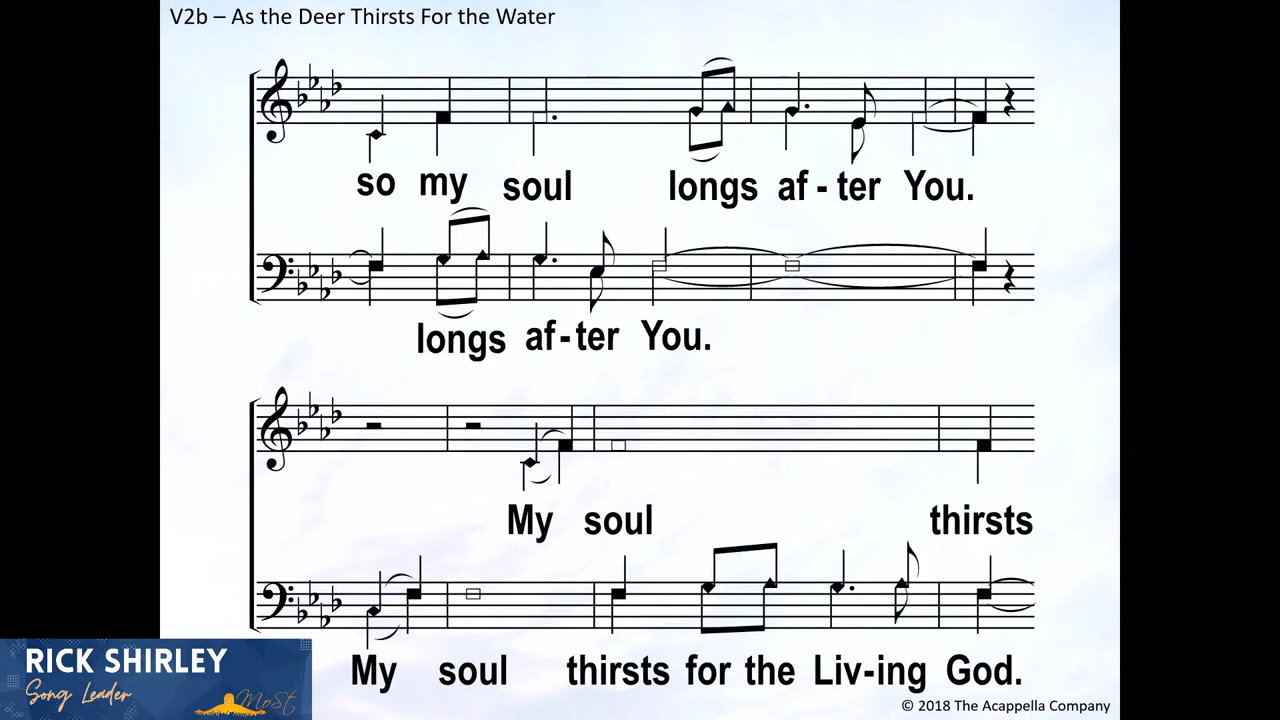 V2b – As the Deer Thirsts For the Water
so my soul longs af - ter You.
longs af - ter You.
My soul thirsts
My soul thirsts for the Liv - ing God.
RICK SHIRLEY
Song Leader
MoSt
© 2018 The Acappella Company